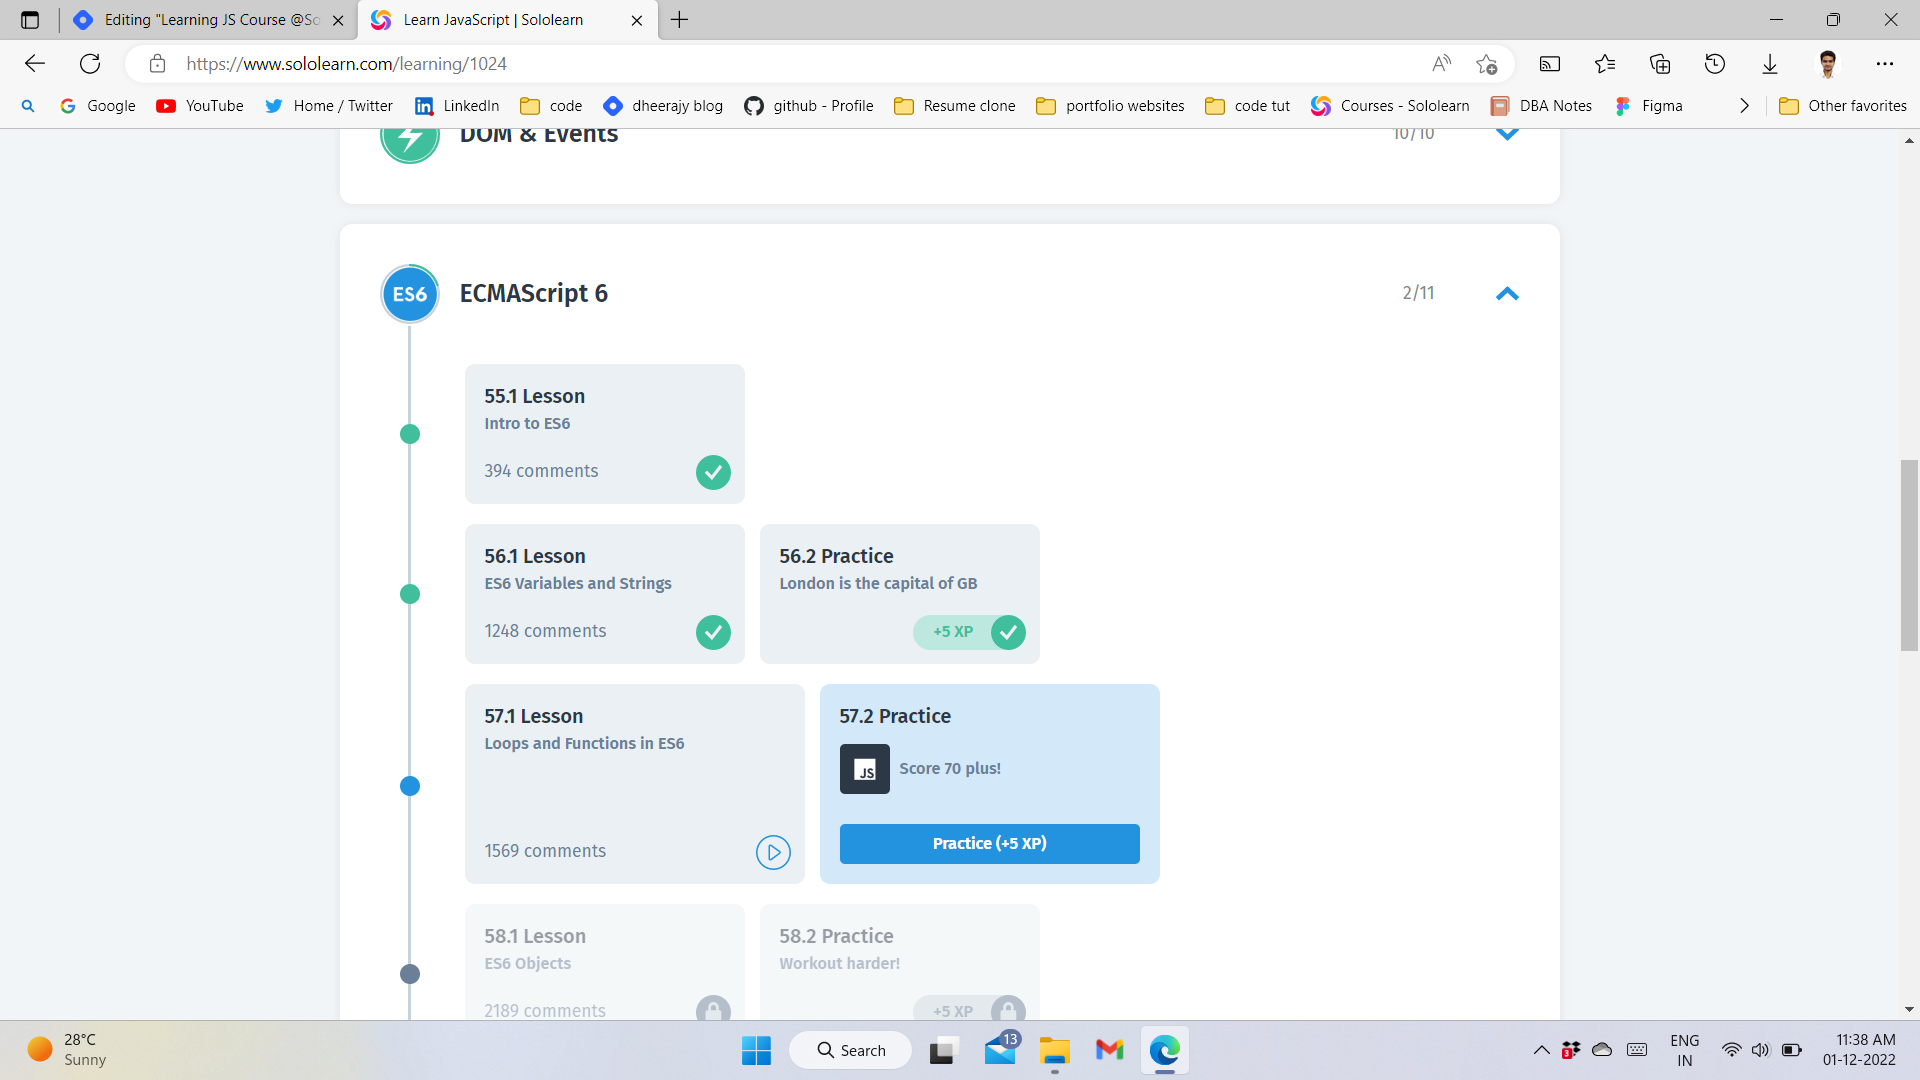 Editing "Learning JS Course @So
Learn JavaScript | Sololearn
https://www.sololearn.com/learning/1024
Google
YouTube
Home / Twitter
LinkedIn
code
dheerajy blog
github - Profile
Resume clone
portfolio websites
code tut
Courses - Sololearn
DBA Notes
Figma
Other favorites
DOM & Events
10/10
ES6
ECMAScript 6
2/11
55.1 Lesson
Intro to ES6
394 comments
56.1 Lesson
ES6 Variables and Strings
1248 comments
56.2 Practice
London is the capital of GB
+5 XP
57.1 Lesson
Loops and Functions in ES6
1569 comments
57.2 Practice
JS
Score 70 plus!
Practice (+5 XP)
58.1 Lesson
ES6 Objects
2189 comments
58.2 Practice
Workout harder!
+5 XP
28°C
Sunny
Search
13
3
ENG
IN
11:38 AM
01-12-2022